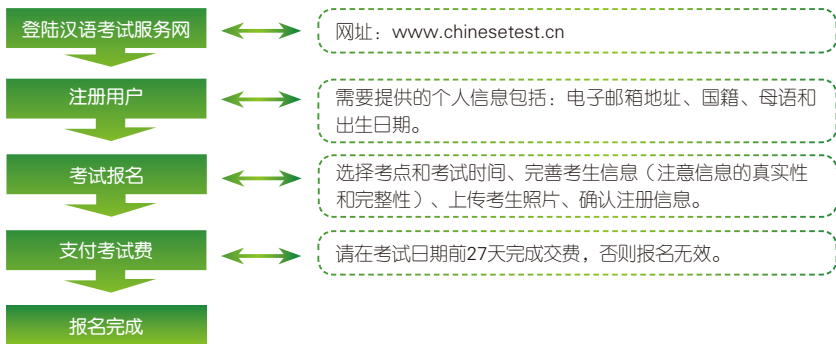 登陆汉语考试服务网
网址：www.chinesetest.cn
注册用户
需要提供的个人信息包括：电子邮箱地址、国籍、母语和
出生日期。
考试报名
选择考点和考试时间、完善考生信息（注意信息的真实性
和完整性）、上传考生照片、确认注册信息。
支付考试费
请在考试日期前27天完成交费，否则报名无效。
报名完成